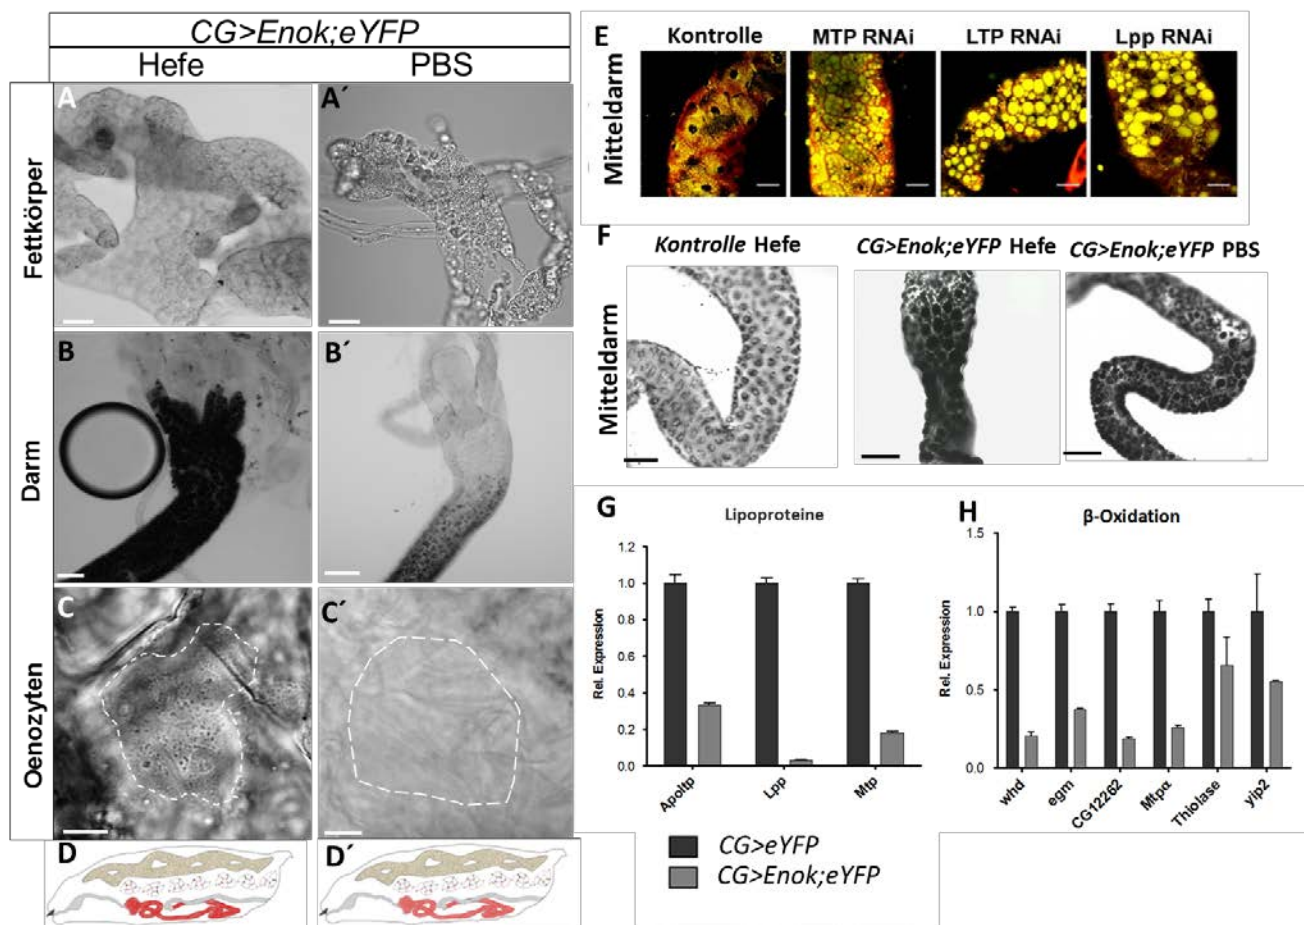 CG>Enok;eYFP
Hefe PBS
Fettkörper
A
A´
Darm
B
B´
Oenozyten
C
C´
D
D´
E
Kontrolle MTP RNAi LTP RNAi Lpp RNAi
Mitteldarm
F
Kontrolle Hefe CG>Enok;eYFP Hefe CG>Enok;eYFP PBS
Mitteldarm
G
Lipoproteine
Rel. Expression
1.2
1.0
0.8
0.6
0.4
0.2
0.0
Apoltp Lpp Mtp
H
β-Oxidation
Rel. Expression
1.5
1.0
0.5
0.0
whd egm CG12262 Mtpα Thiolase yip2
CG>eYFP
CG>Enok;eYFP